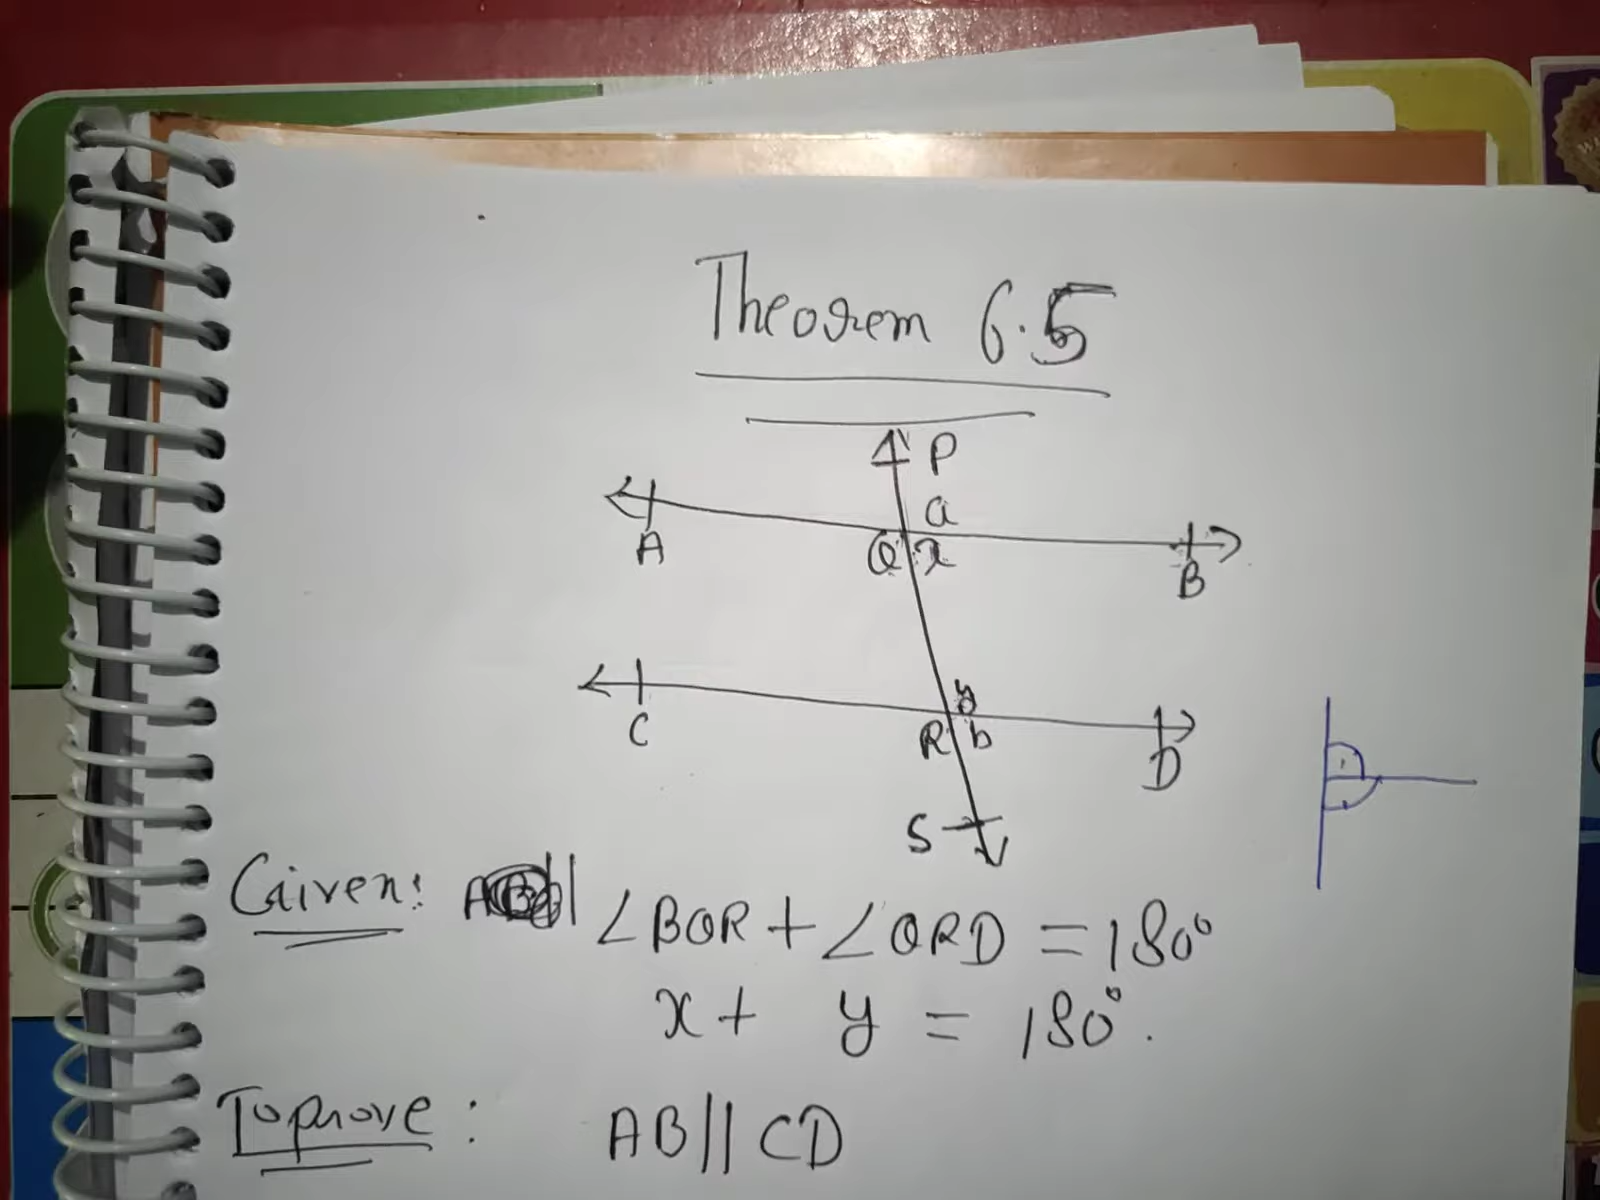 Theorem 6.5
P
a
A
Q x
B
y
C
R b
D
S
Given: ∠BQR + ∠QRD = 180°
x + y = 180°.
To prove : AB || CD